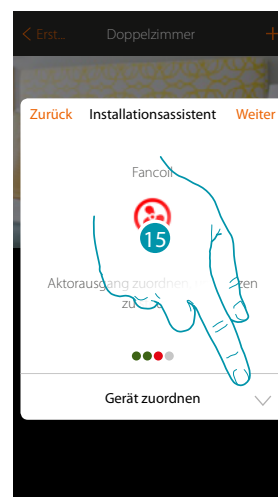 < Erst... Doppelzimmer +
Zurück Installationsassistent Weiter
Fancoil
15
Aktorausgang zuordnen
Gerät zuordnen